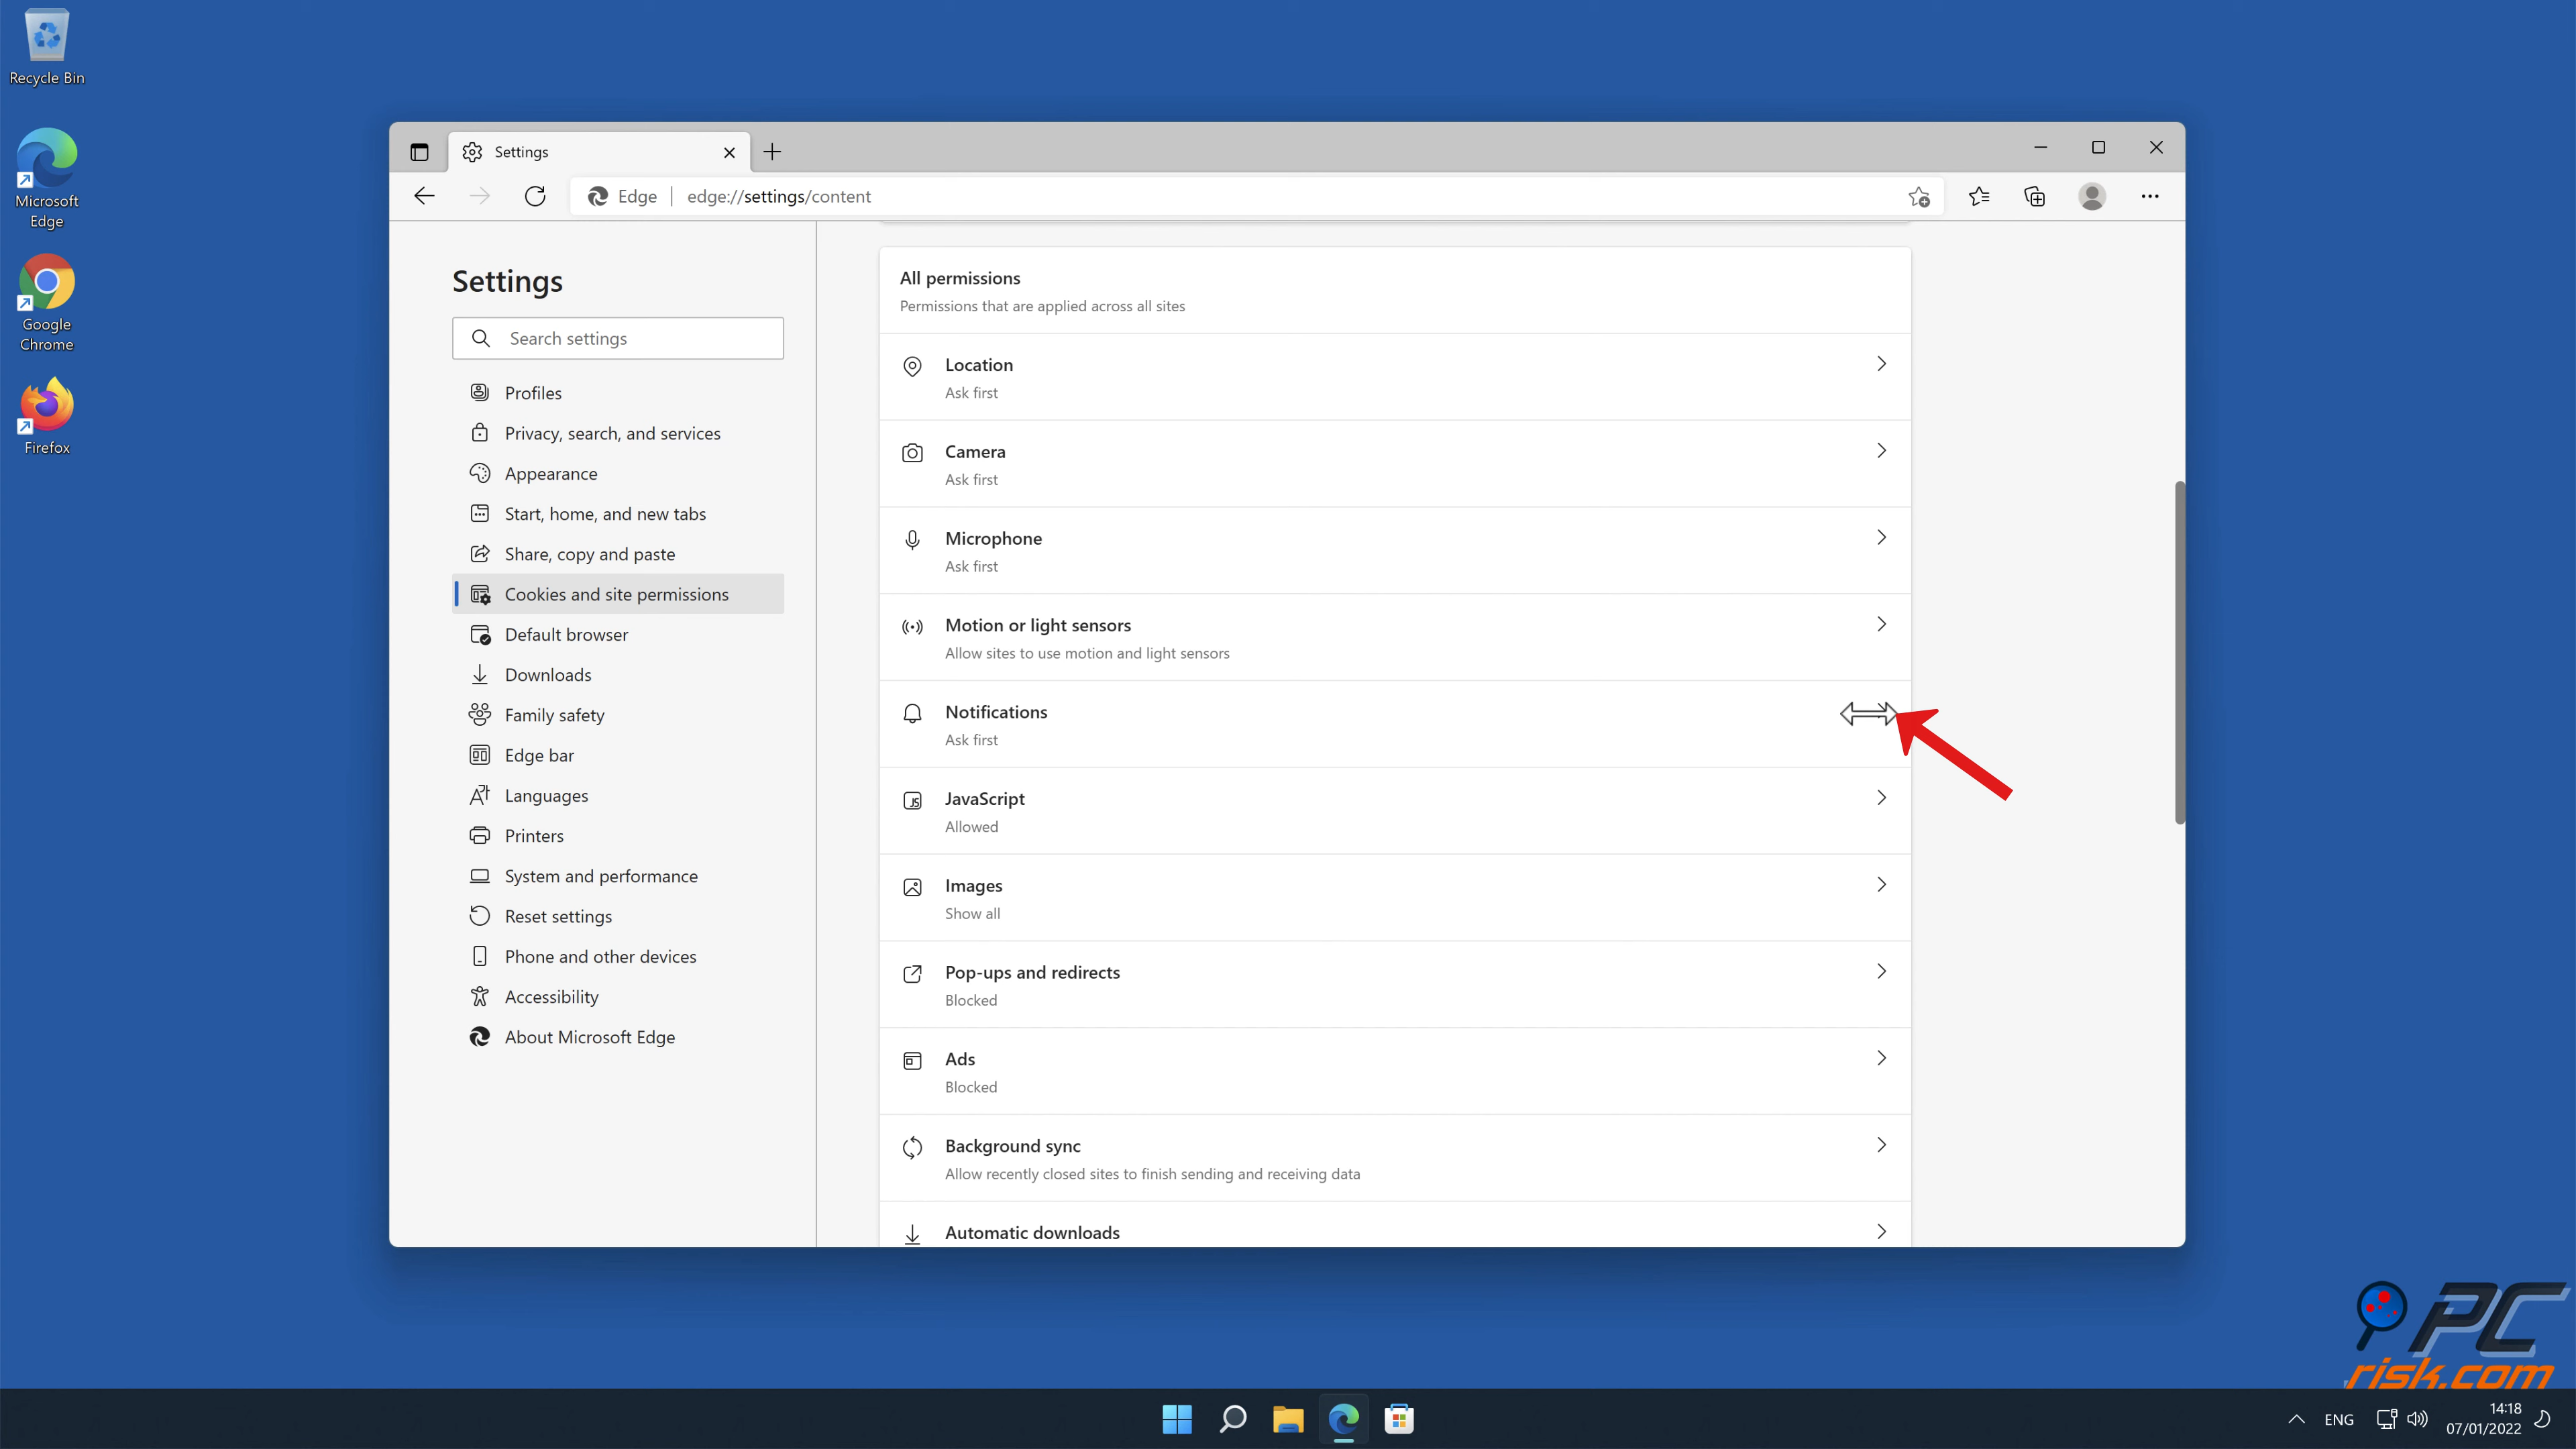 Recycle Bin
Microsoft
Edge
Google
Chrome
Firefox
Settings
Edge
edge://settings/content
Settings
Search settings
Profiles
Privacy, search, and services
Appearance
Start, home, and new tabs
Share, copy and paste
Cookies and site permissions
Default browser
Downloads
Family safety
Edge bar
Languages
Printers
System and performance
Reset settings
Phone and other devices
Accessibility
About Microsoft Edge
All permissions
Permissions that are applied across all sites
Location
Ask first
Camera
Ask first
Microphone
Ask first
Motion or light sensors
Allow sites to use motion and light sensors
Notifications
Ask first
JavaScript
Allowed
Images
Show all
Pop-ups and redirects
Blocked
Ads
Blocked
Background sync
Allow recently closed sites to finish sending and receiving data
Automatic downloads
PC
risk.com
ENG
14:18
07/01/2022